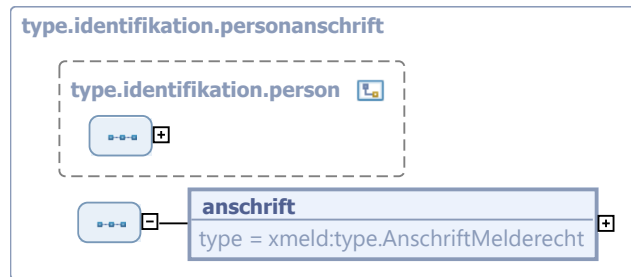 type.identifikation.personanschrift
type.identifikation.person
anschrift
type = xmeld:type.AnschriftMelderecht